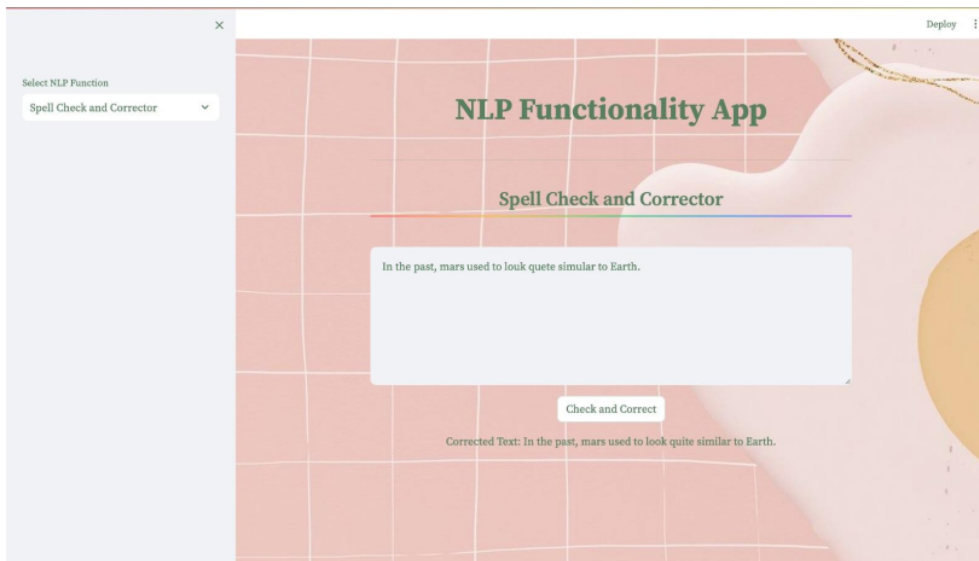 Deploy
Select NLP Function
Spell Check and Corrector
NLP Functionality App
Spell Check and Corrector
In the past, mars used to louk quete simular to Earth.
Check and Correct
Corrected Text: In the past, mars used to look quite similar to Earth.